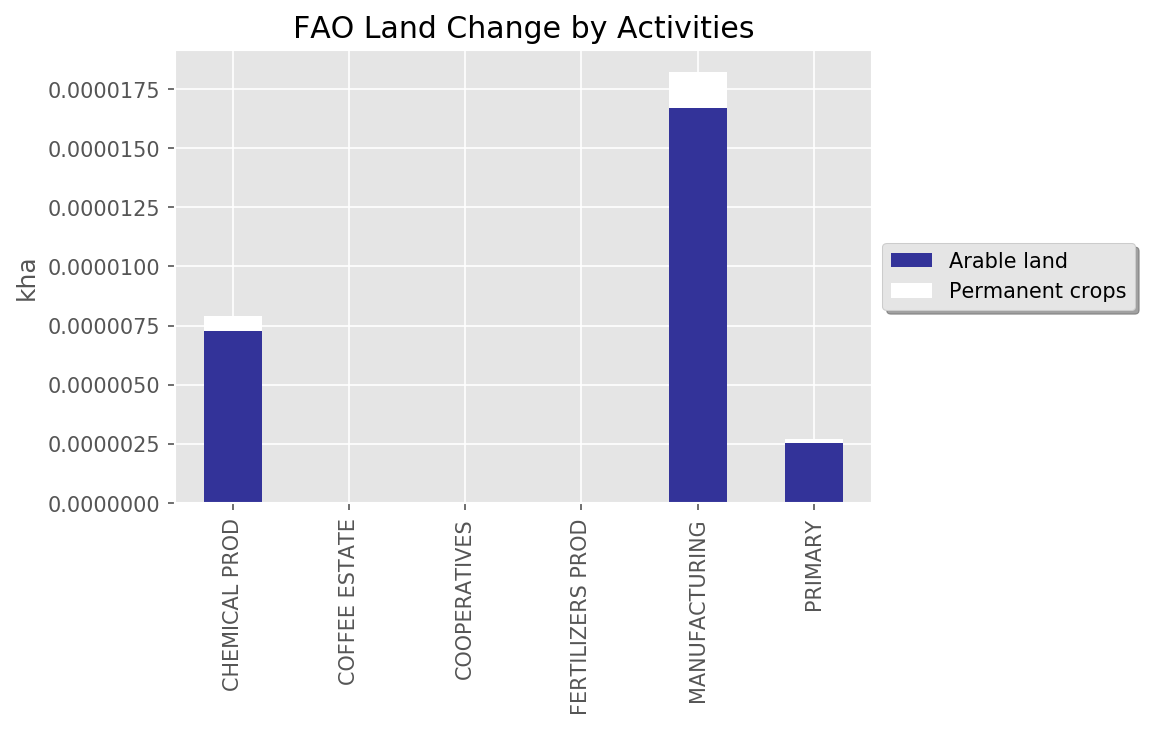 FAO Land Change by Activities
kha
0.0000175
0.0000150
0.0000125
0.0000100
0.0000075
0.0000050
0.0000025
0.0000000
CHEMICAL PROD
COFFEE ESTATE
COOPERATIVES
FERTILIZERS PROD
MANUFACTURING
PRIMARY
Arable land
Permanent crops